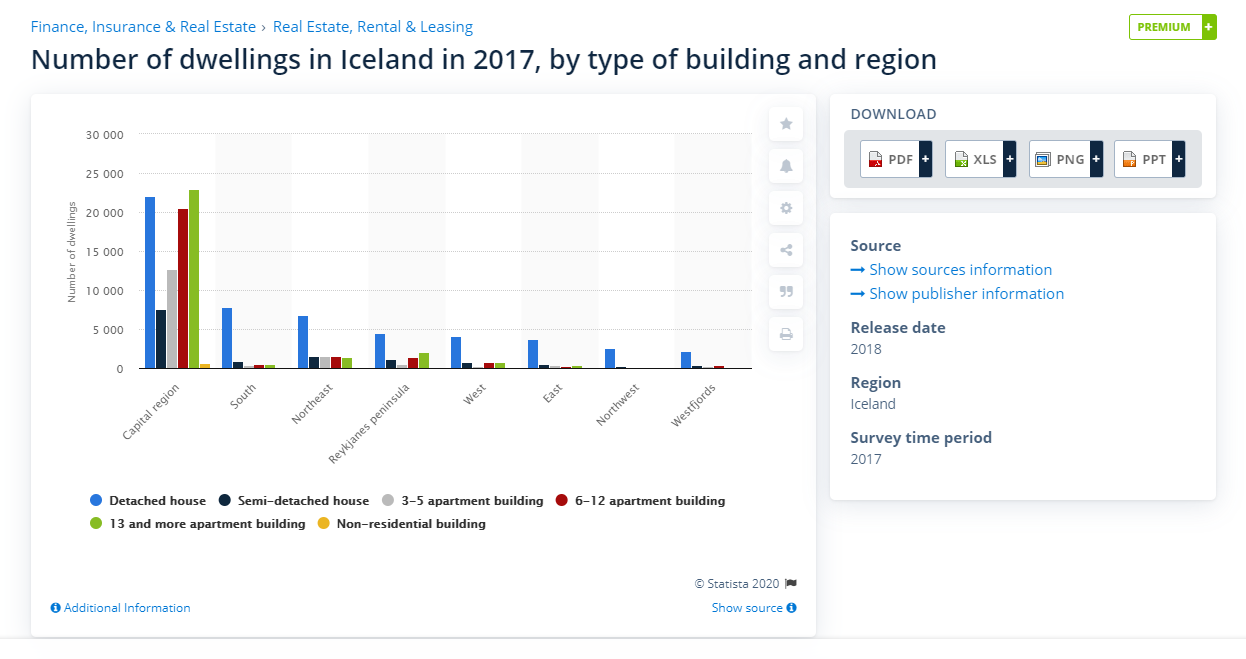 Finance, Insurance & Real Estate › Real Estate, Rental & Leasing
PREMIUM +
Number of dwellings in Iceland in 2017, by type of building and region
30 000
25 000
20 000
15 000
10 000
5 000
0
Number of dwellings
Capital region
South
Northeast
Reykjanes peninsula
West
East
Northwest
Westfjords
Detached house Semi-detached house 3-5 apartment building 6-12 apartment building
13 and more apartment building Non-residential building
© Statista 2020
Additional Information
Show source
DOWNLOAD
PDF + XLS + PNG + PPT +
Source
Show sources information
Show publisher information
Release date
2018
Region
Iceland
Survey time period
2017